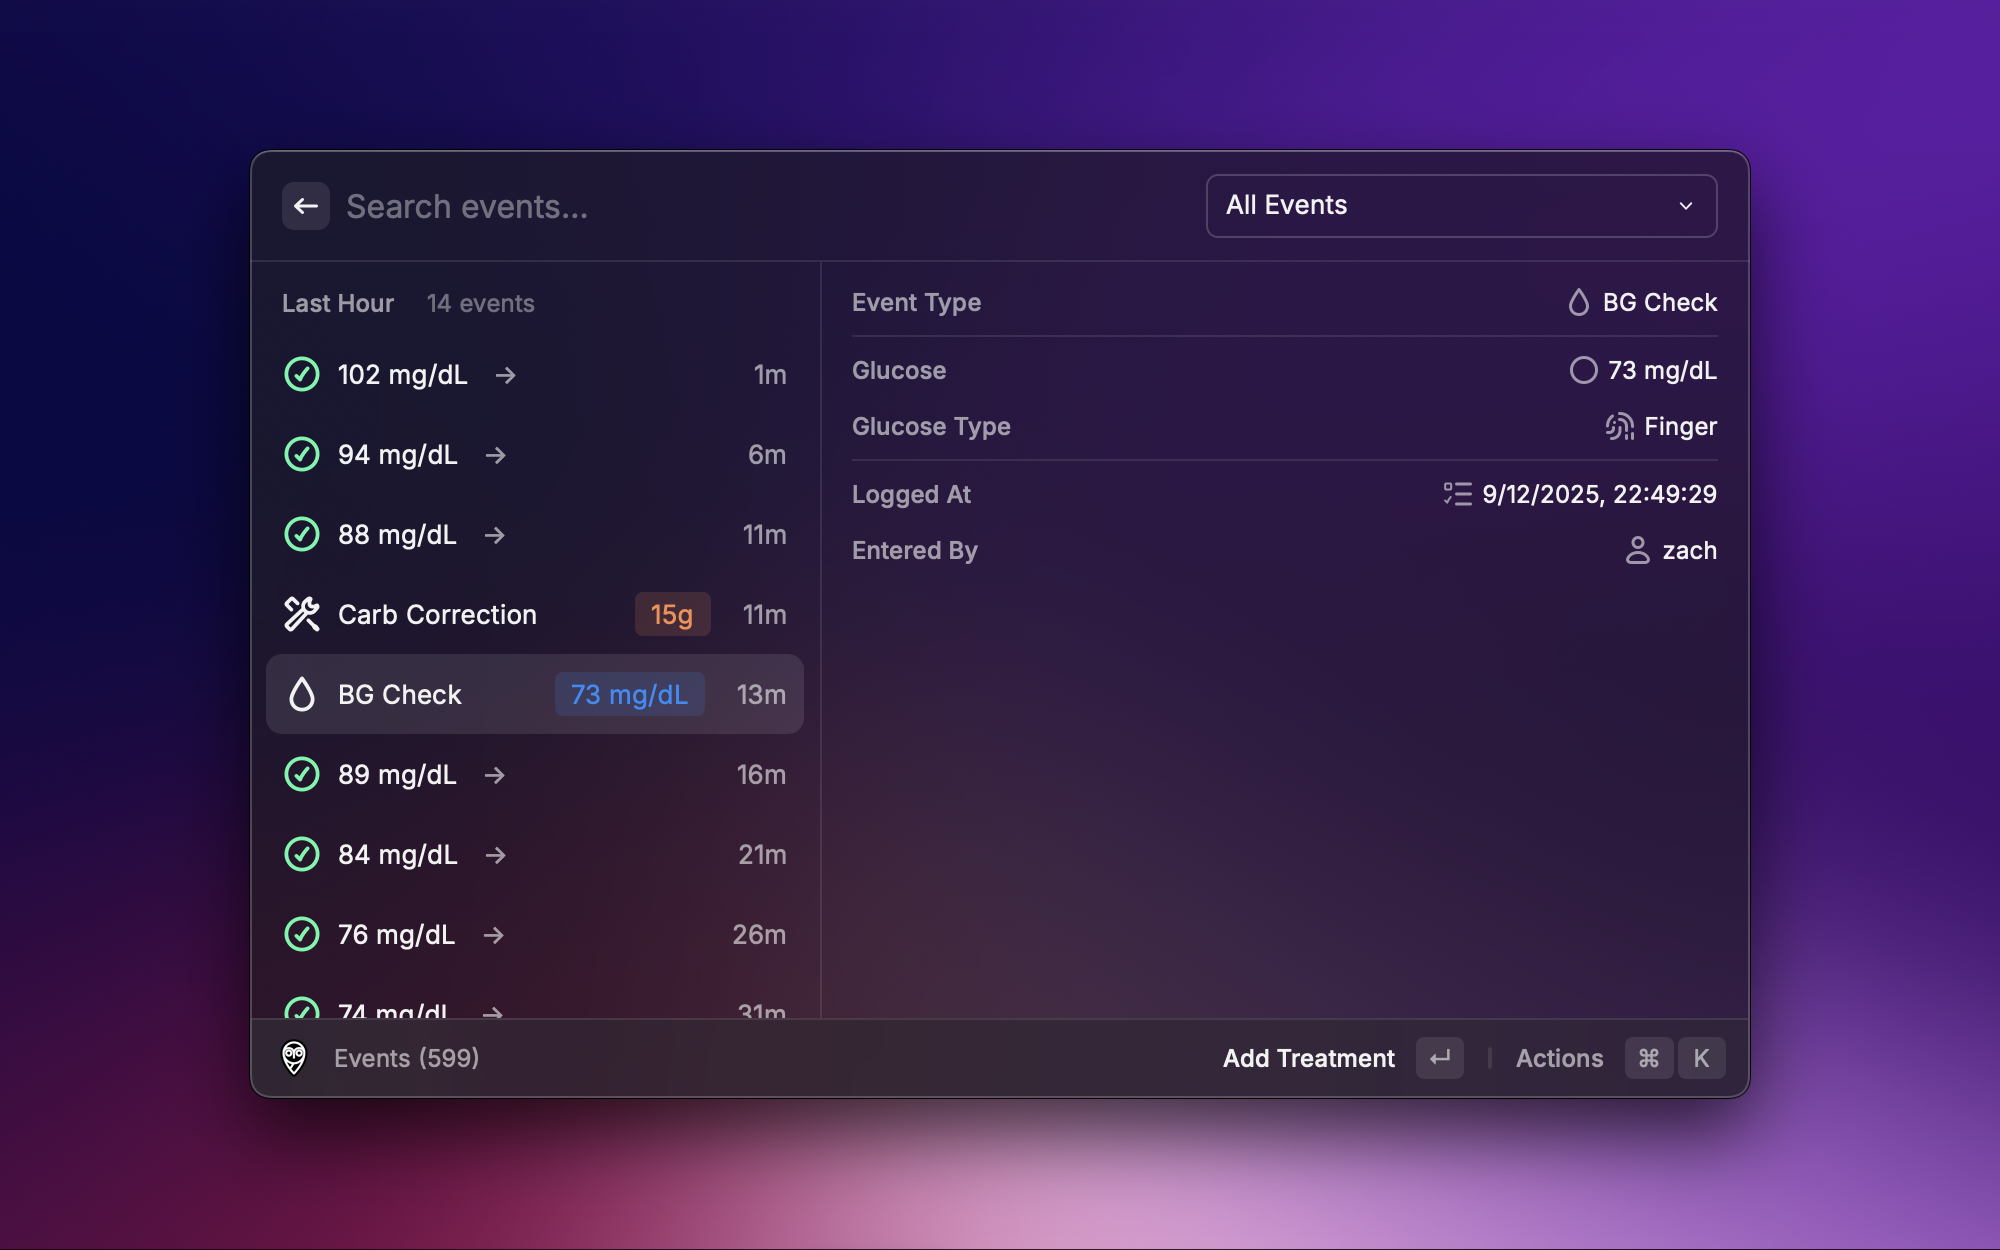 Search events...
All Events
Last Hour 14 events
102 mg/dL → 1m
94 mg/dL → 6m
88 mg/dL → 11m
Carb Correction 15g 11m
BG Check 73 mg/dL 13m
89 mg/dL → 16m
84 mg/dL → 21m
76 mg/dL → 26m
74 mg/dL → 31m
Event Type BG Check
Glucose 73 mg/dL
Glucose Type Finger
Logged At 9/12/2025, 22:49:29
Entered By zach
Events (599)
Add Treatment ↵ Actions ⌘ K